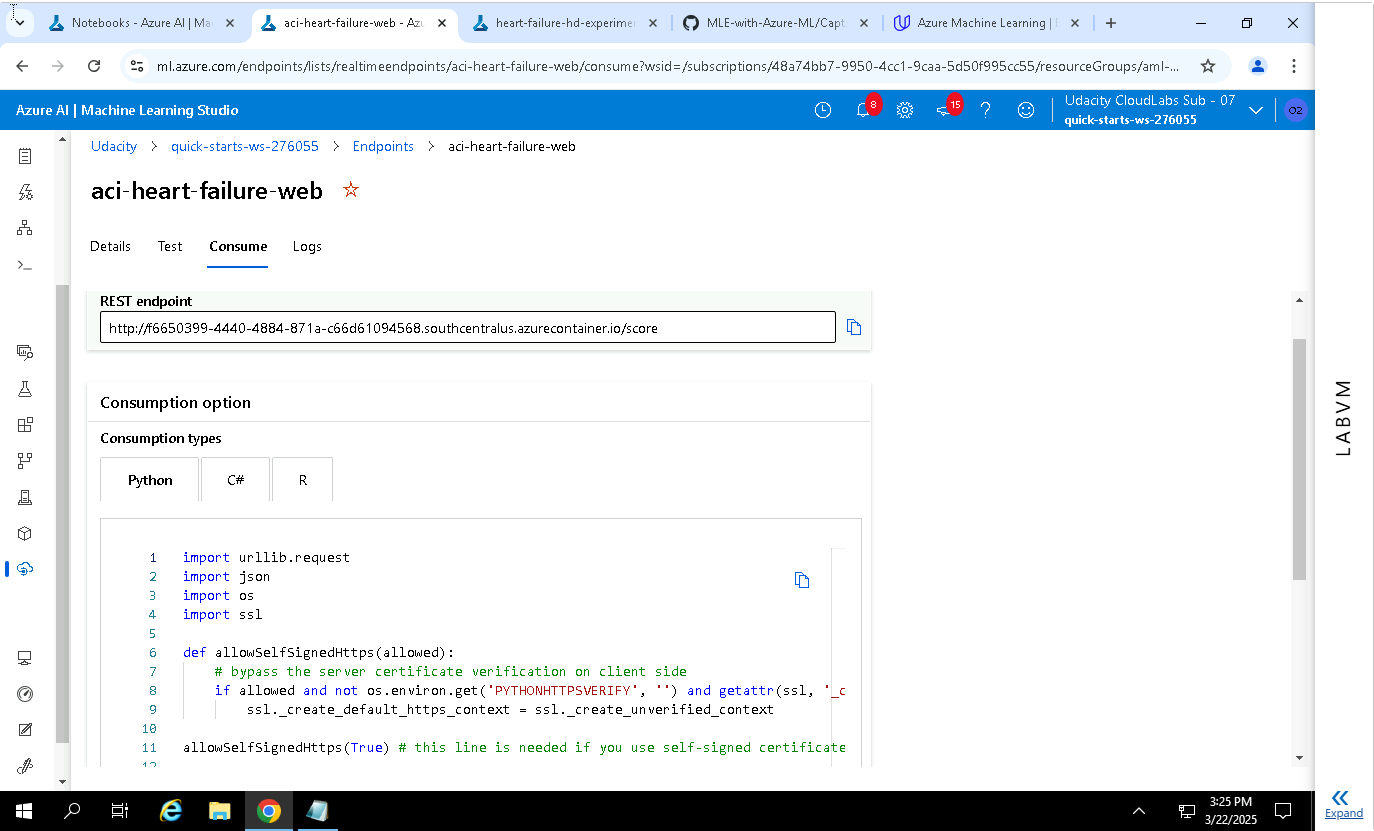 Notebooks - Azure AI | Ma
aci-heart-failure-web - Azu
heart-failure-hd-experimen
MLE-with-Azure-ML/Capt
Azure Machine Learning | E
ml.azure.com/endpoints/lists/realtimeendpoints/aci-heart-failure-web/consume?wsid=/subscriptions/48a74bb7-9950-4cc1-9caa-5d50f995cc55/resourceGroups/aml-...
Azure AI | Machine Learning Studio
8
15
Udacity CloudLabs Sub - 07
quick-starts-ws-276055
O2
Udacity > quick-starts-ws-276055 > Endpoints > aci-heart-failure-web
aci-heart-failure-web
Details Test Consume Logs
REST endpoint
http://f6650399-4440-4884-871a-c66d61094568.southcentralus.azurecontainer.io/score
Consumption option
Consumption types
Python C# R
1 import urllib.request
2 import json
3 import os
4 import ssl
5
6 def allowSelfSignedHttps(allowed):
7 # bypass the server certificate verification on client side
8 if allowed and not os.environ.get('PYTHONHTTPSVERIFY', '') and getattr(ssl, '_c
9 ssl._create_default_https_context = ssl._create_unverified_context
10
11 allowSelfSignedHttps(True) # this line is needed if you use self-signed certificate
12
LABVM
Expand
3:25 PM
3/22/2025